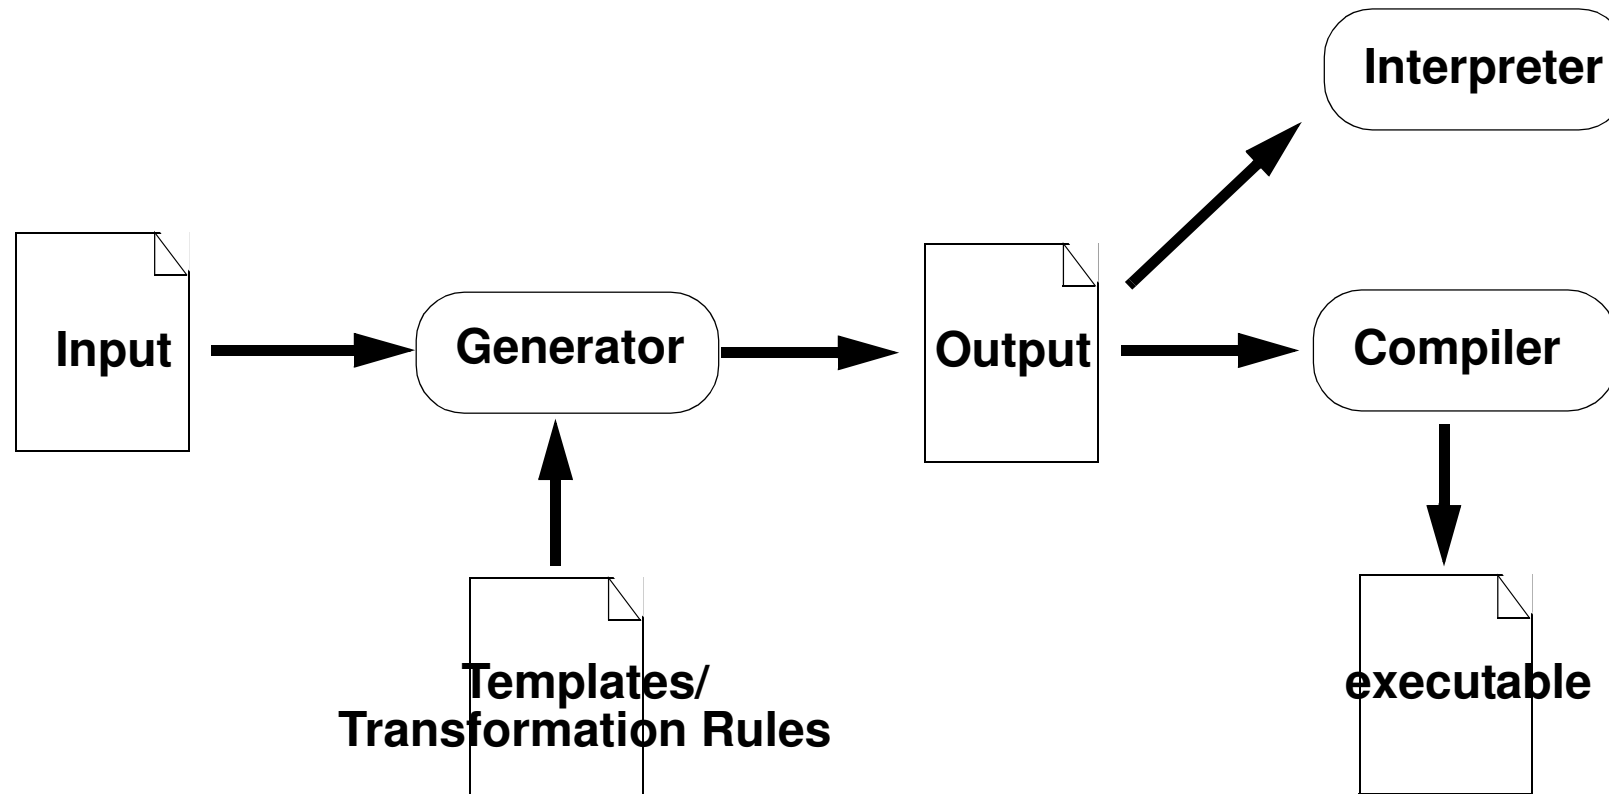 Interpreter
Input
Generator
Output
Compiler
Templates/
Transformation Rules
executable